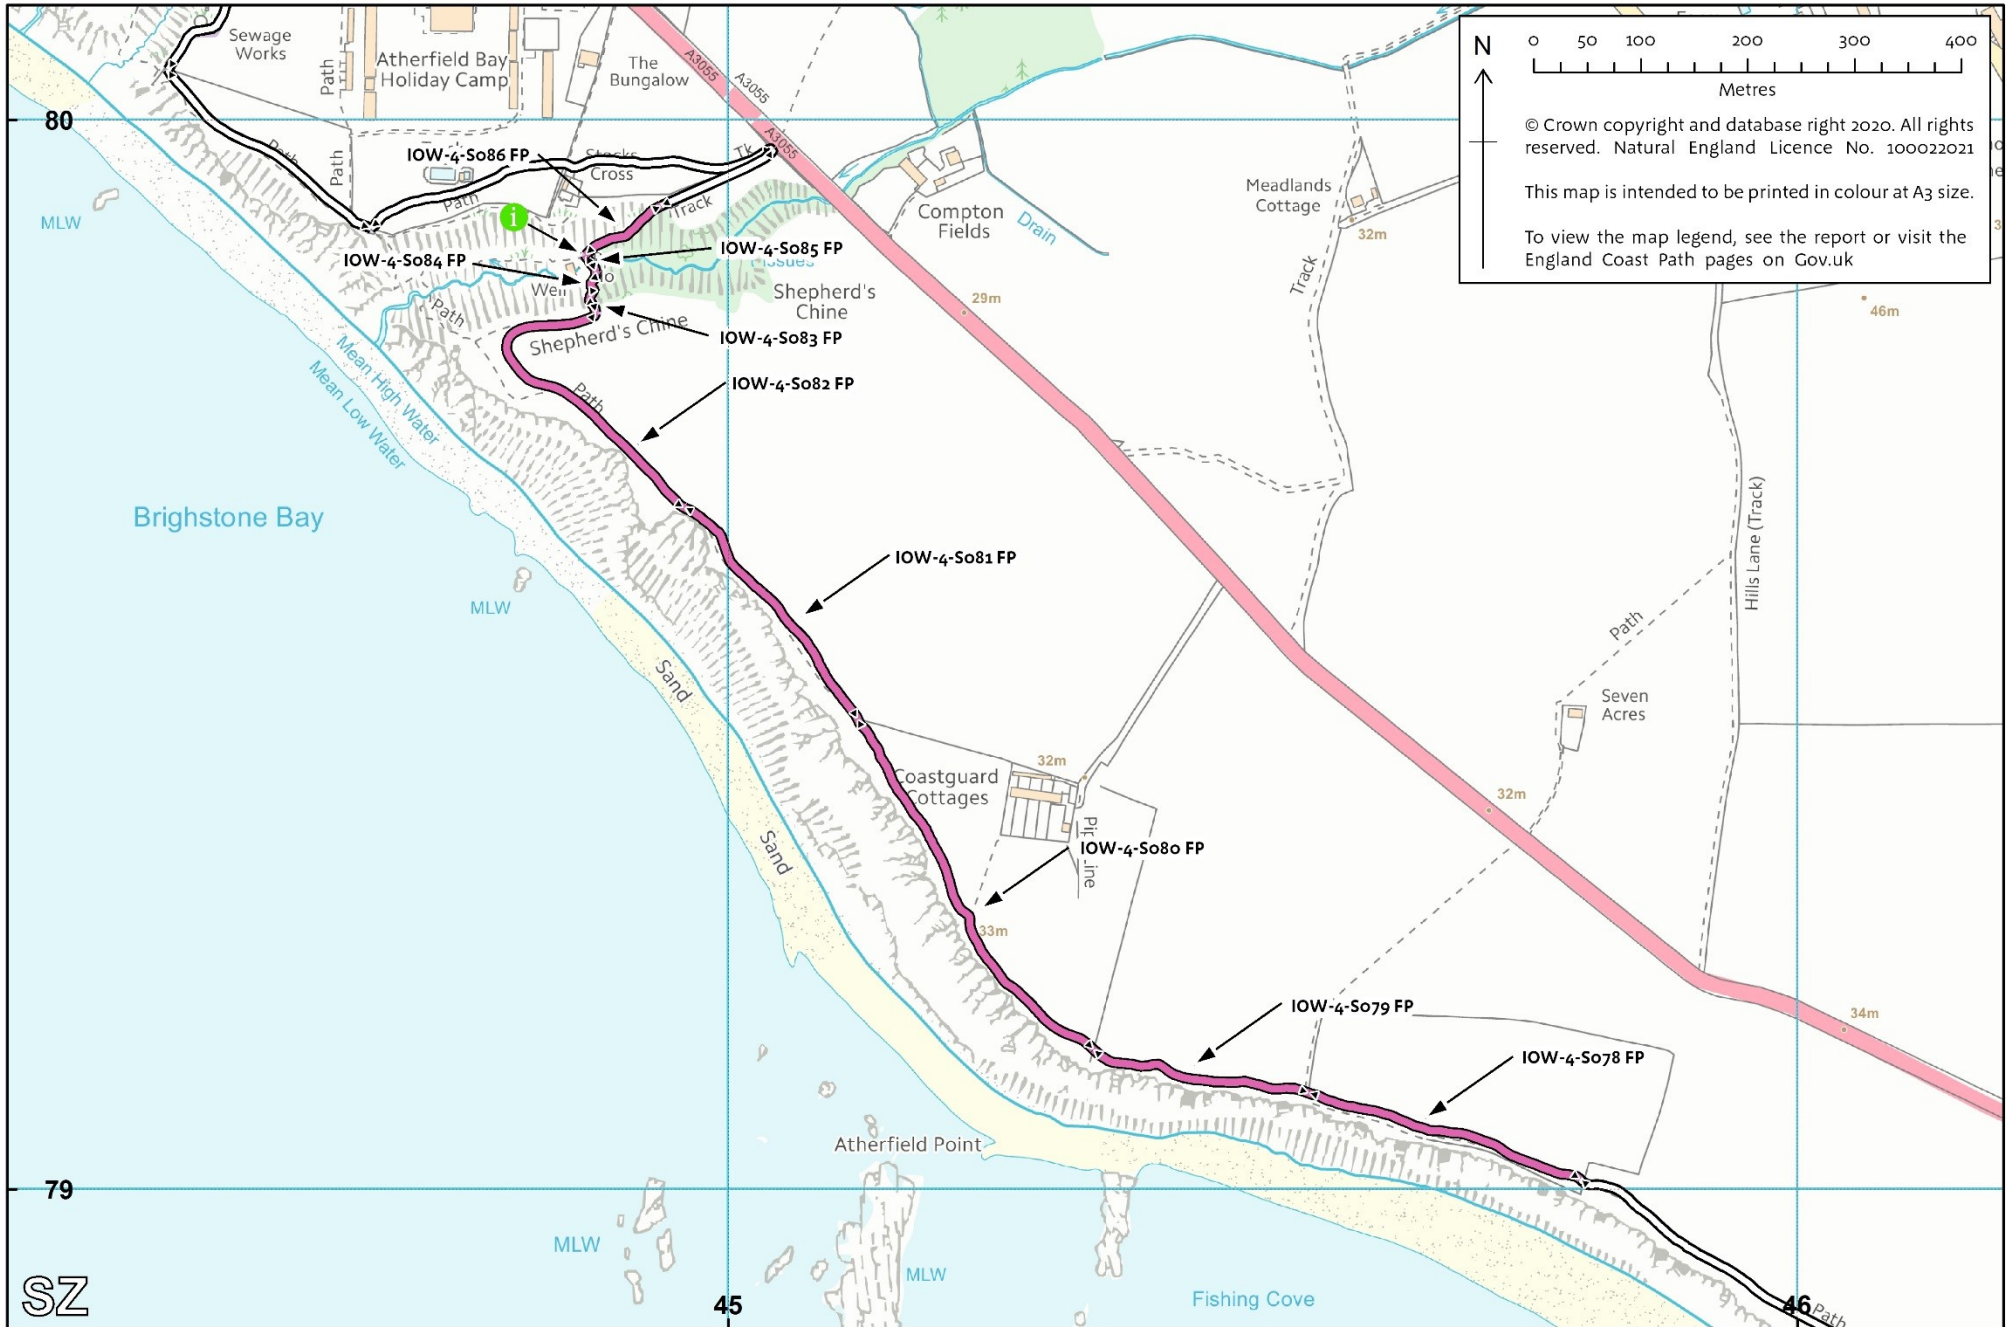 Sewage
Works
Path
Atherfield Bay
Holiday Camp
The
Bungalow
A3055
A3055
A3055
N
0 50 100 200 300 400
Metres
© Crown copyright and database right 2020. All rights
reserved. Natural England Licence No. 100022021
This map is intended to be printed in colour at A3 size.
To view the map legend, see the report or visit the
England Coast Path pages on Gov.uk
80
Path
Path
IOW-4-S086 FP
Stocks
Cross
Tk
Meadlands
Cottage
32m
MLW
Path
Track
Compton
Fields
Drain
i
IOW-4-S085 FP
IOW-4-S084 FP
Issues
Well
Shepherd's
Chine
Track
29m
46m
Path
Shepherd's Chine
IOW-4-S083 FP
Mean High Water
Mean Low Water
IOW-4-S082 FP
Path
Brighstone Bay
Hills Lane (Track)
IOW-4-S081 FP
MLW
Path
Sand
Seven
Acres
32m
Coastguard
Cottages
32m
Sand
IOW-4-S080 FP
33m
IOW-4-S079 FP
34m
IOW-4-S078 FP
Atherfield Point
79
MLW
MLW
SZ
45
Fishing Cove
46
Path